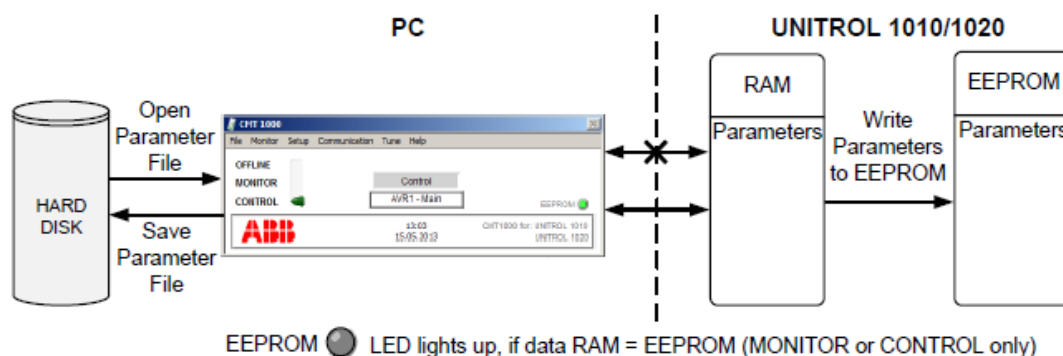 PC
UNITROL 1010/1020
Open
Parameter
File
HARD
DISK
Save
Parameter
File
CMT 1000
File Monitor Setup Communication Tune Help
OFFLINE
MONITOR
CONTROL
Control
AVR1 - Main
EEPROM
ABB
13:03
15.05.2013
CMT1000 for: UNITROL 1010
UNITROL 1020
RAM
Parameters
Write
Parameters
to EEPROM
EEPROM
Parameters
EEPROM LED lights up, if data RAM = EEPROM (MONITOR or CONTROL only)